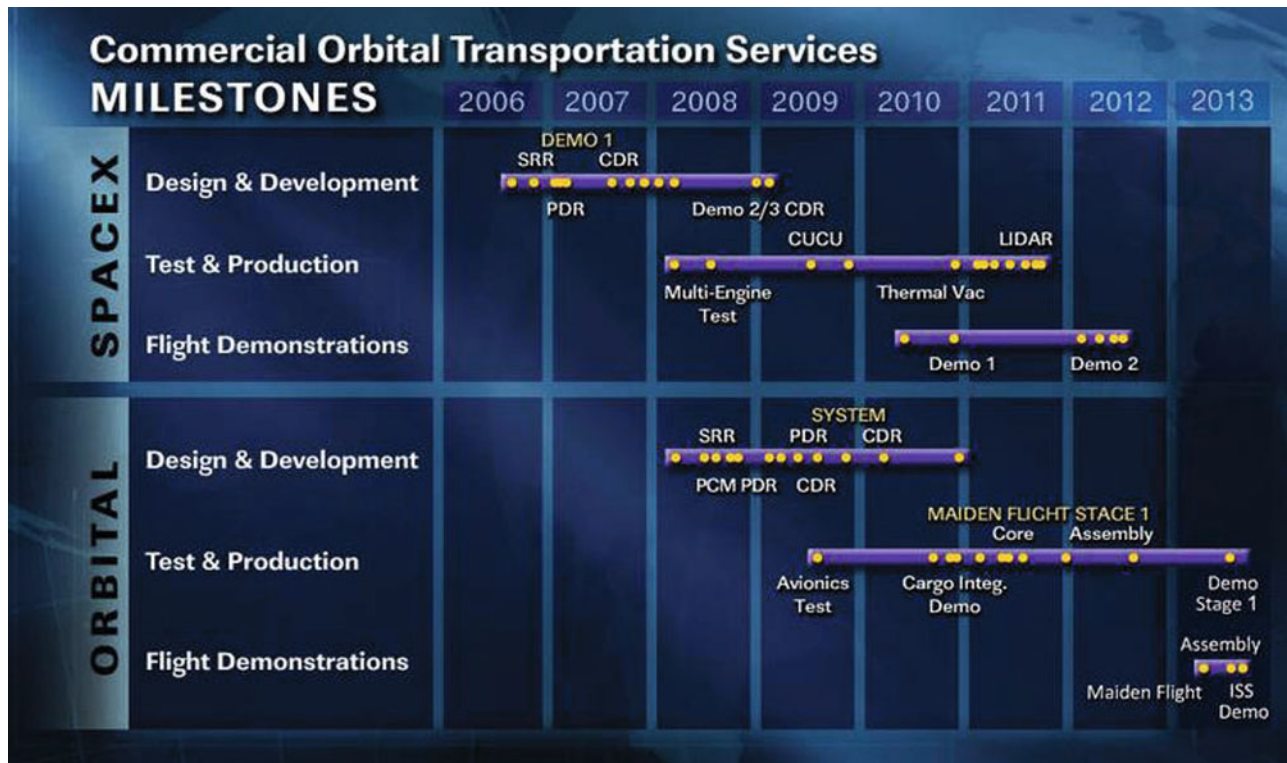 Commercial Orbital Transportation Services
MILESTONES
2006 2007 2008 2009 2010 2011 2012 2013
SPACEX
DEMO 1
SRR CDR
Design & Development
PDR Demo 2/3 CDR
CUCU LIDAR
Test & Production
Multi-Engine Thermal Vac
Test
Flight Demonstrations
Demo 1 Demo 2
ORBITAL
SYSTEM
SRR PDR CDR
Design & Development
PCM PDR CDR
MAIDEN FLIGHT STAGE 1
Core Assembly
Test & Production
Avionics Cargo Integ. Demo
Test Demo Stage 1
Assembly
Flight Demonstrations
Maiden Flight ISS
Demo